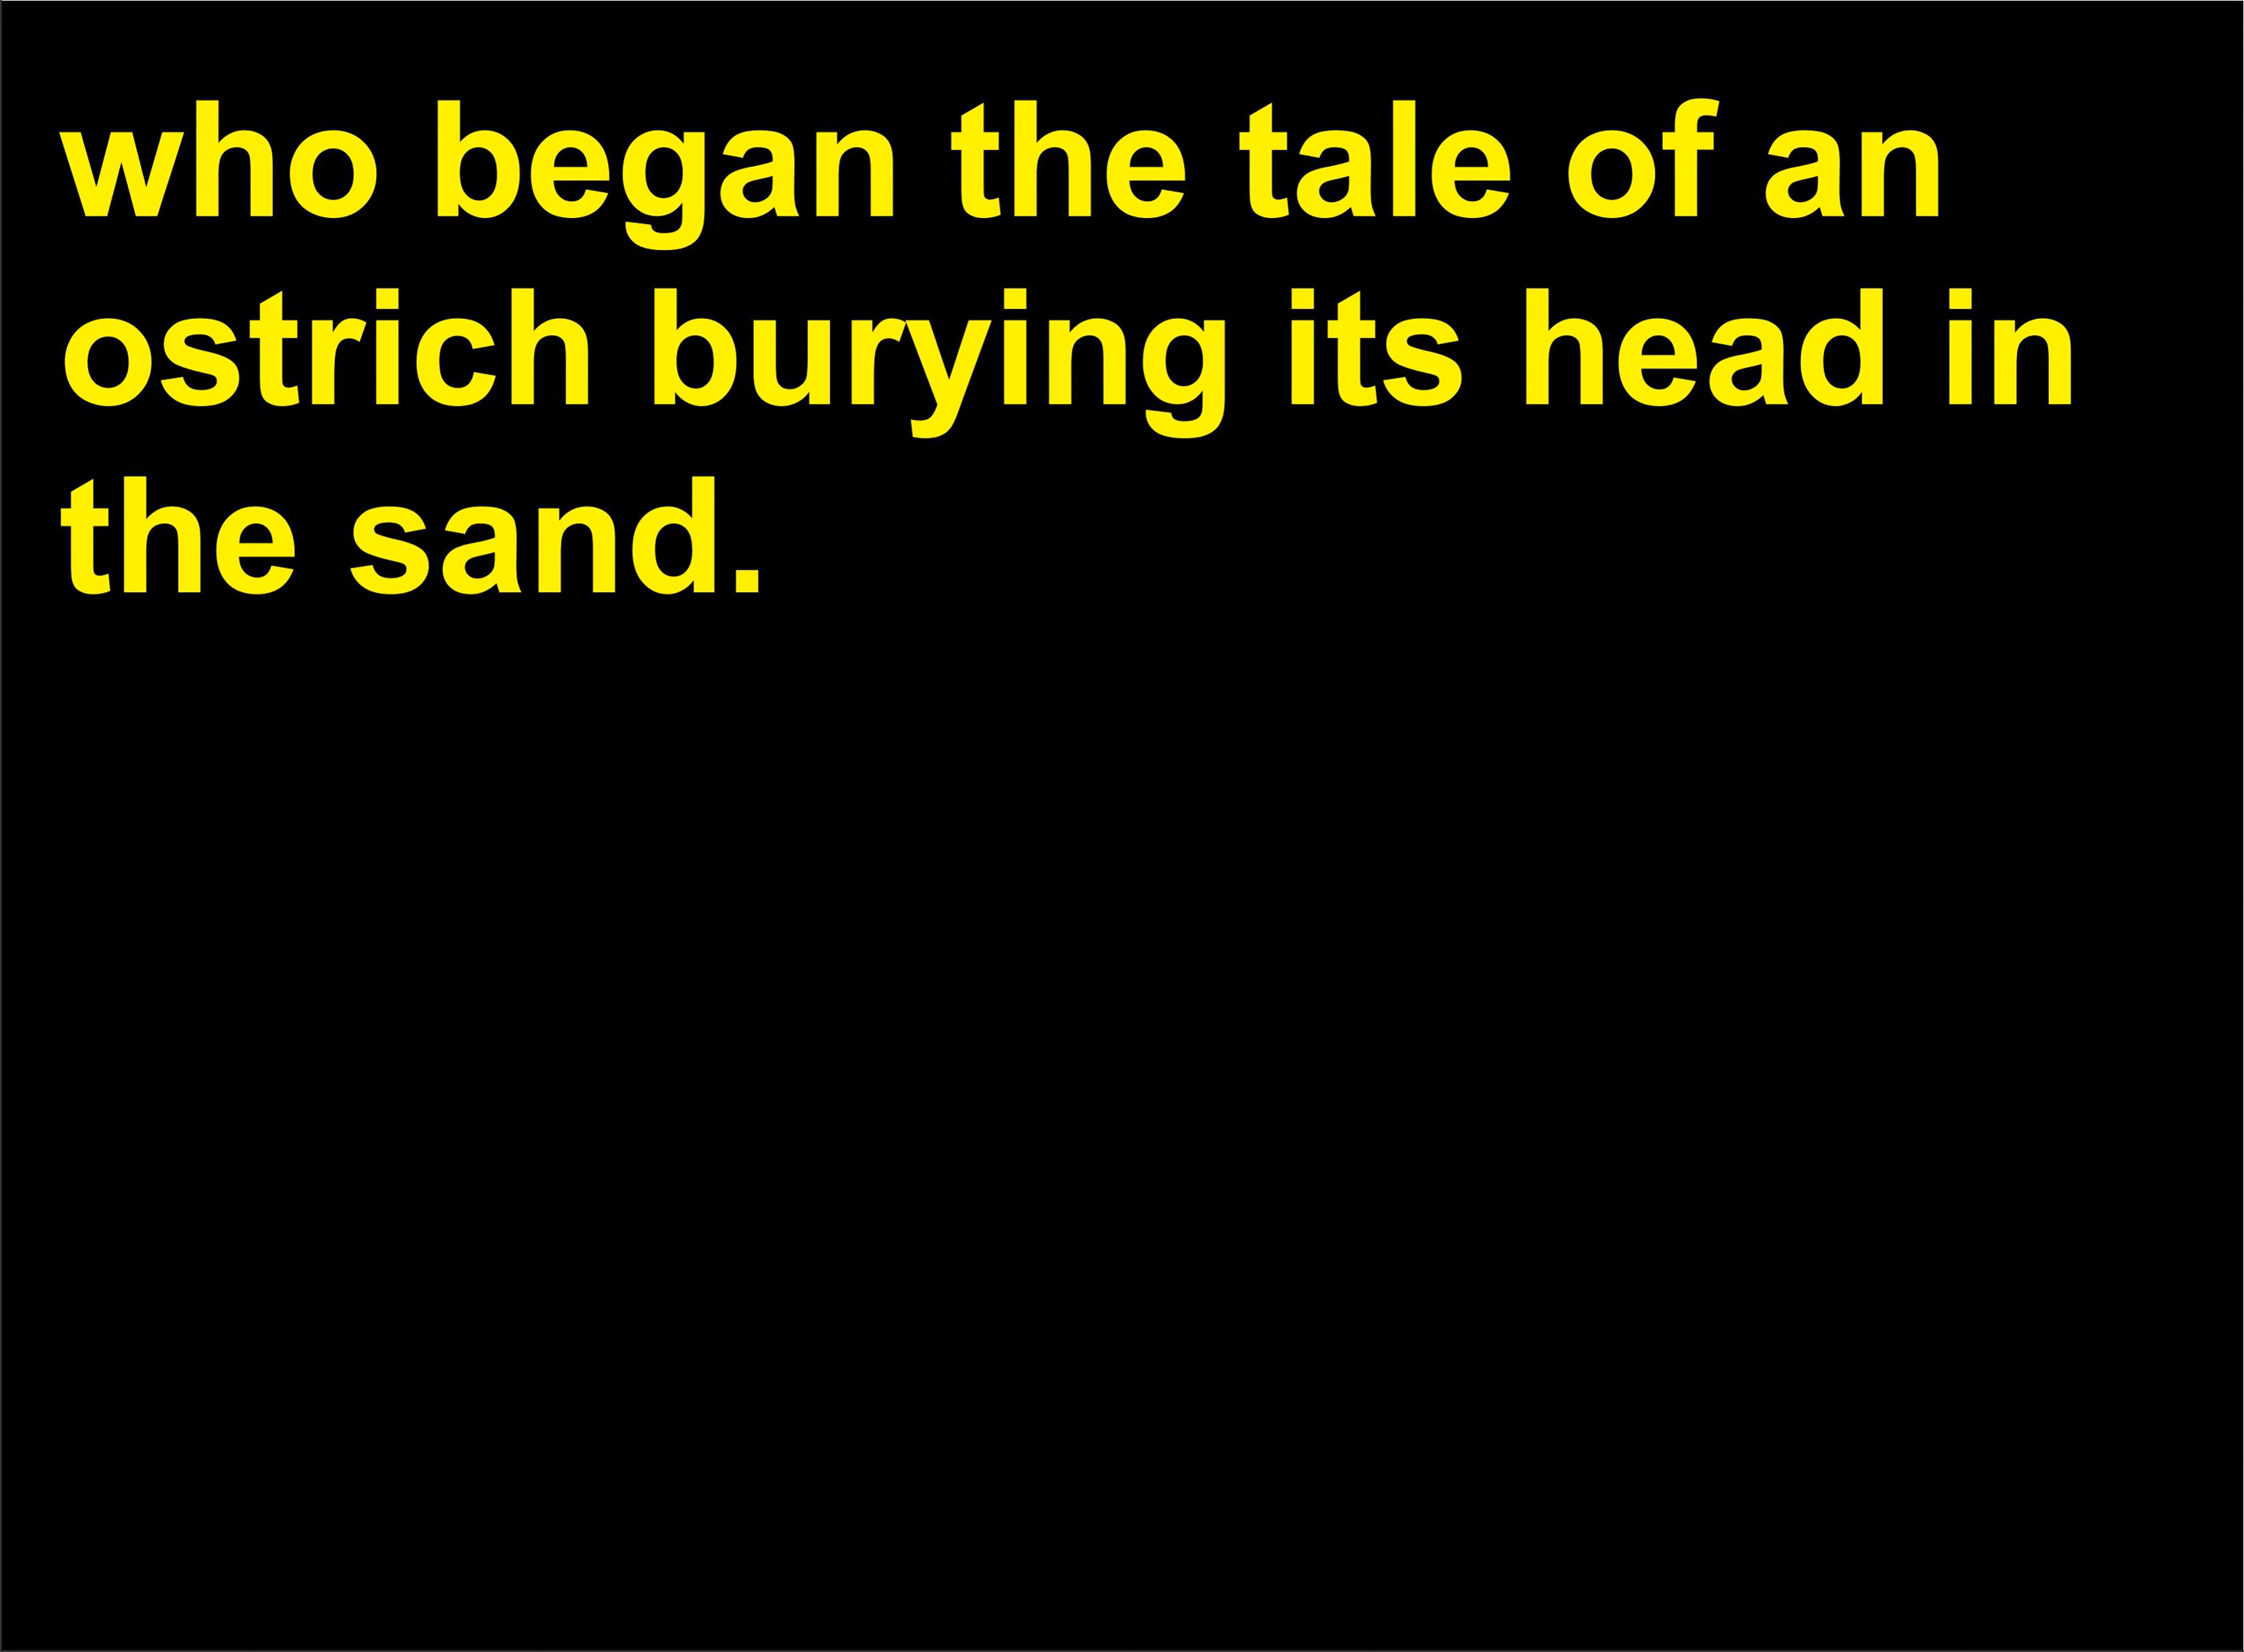 who began the tale of an
ostrich burying its head in
the sand.